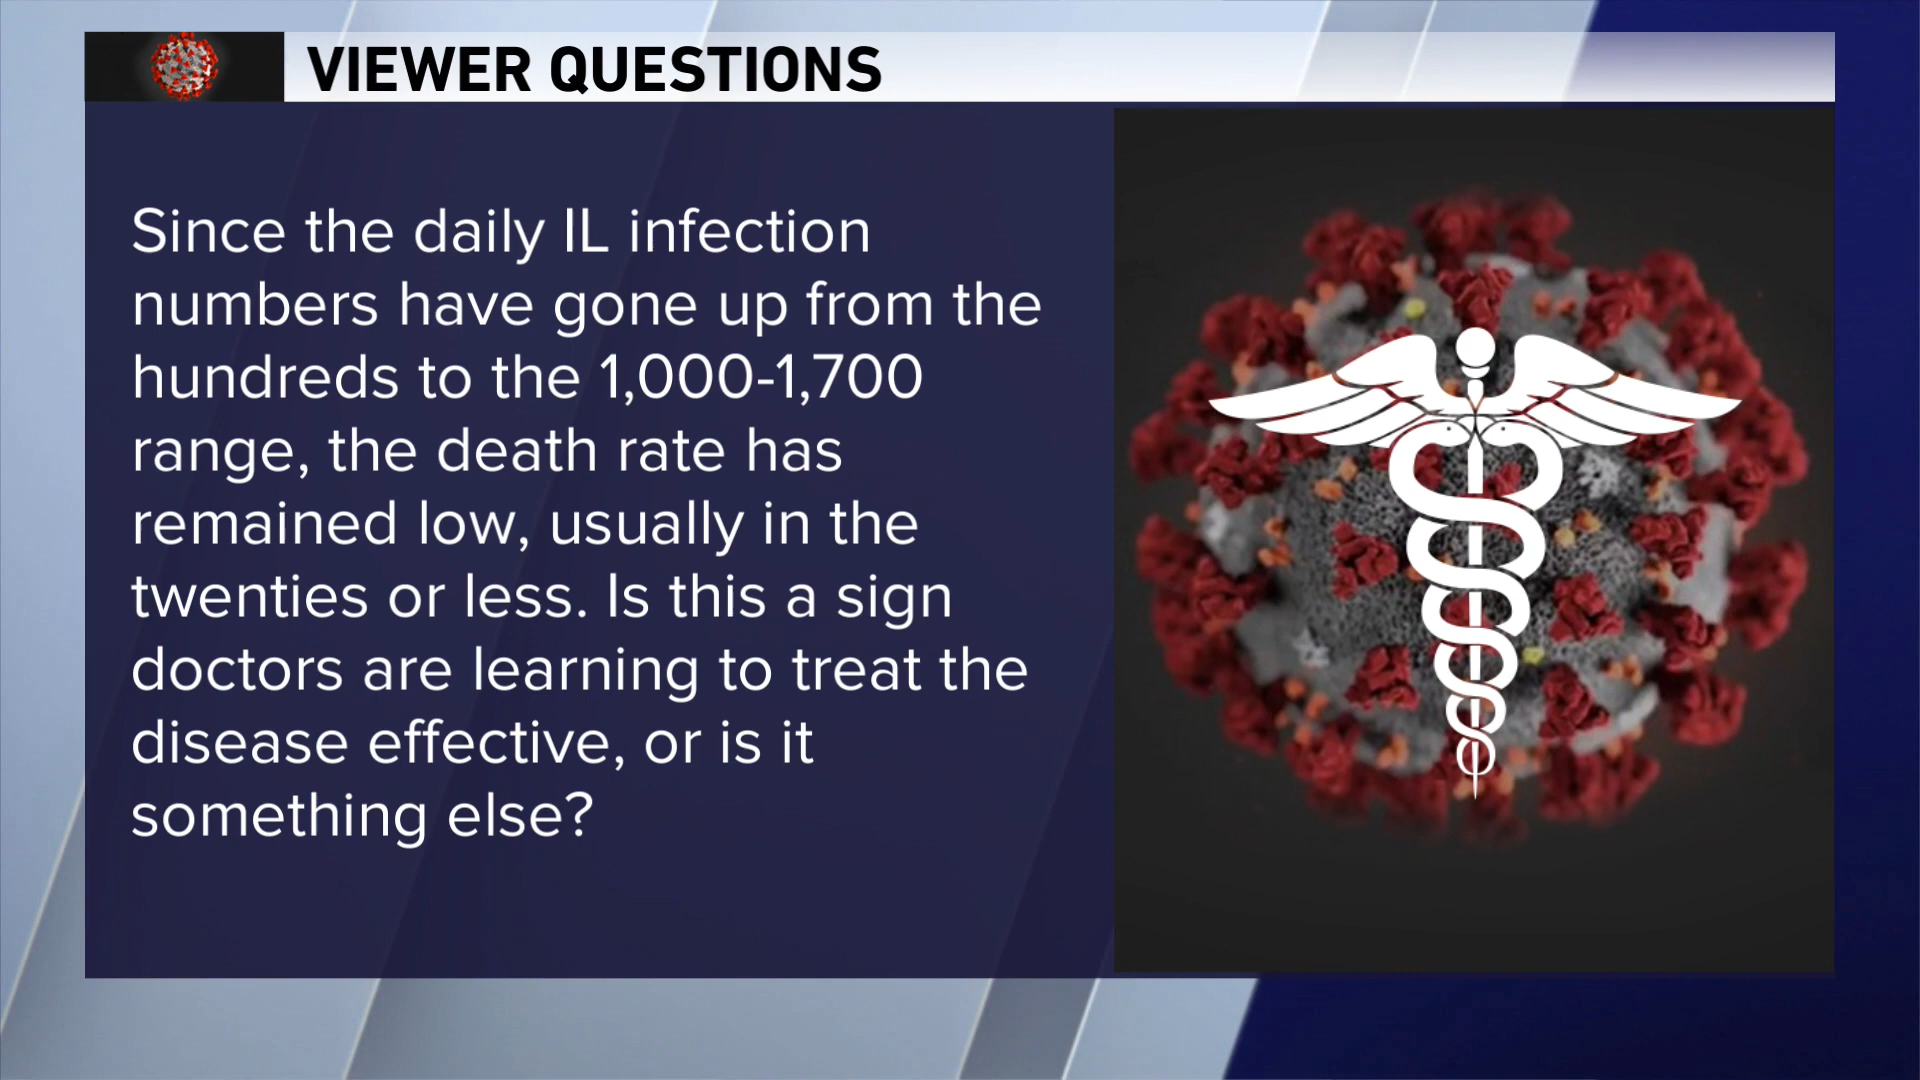 VIEWER QUESTIONS
Since the daily IL infection
numbers have gone up from the
hundreds to the 1,000-1,700
range, the death rate has
remained low, usually in the
twenties or less. Is this a sign
doctors are learning to treat the
disease effective, or is it
something else?